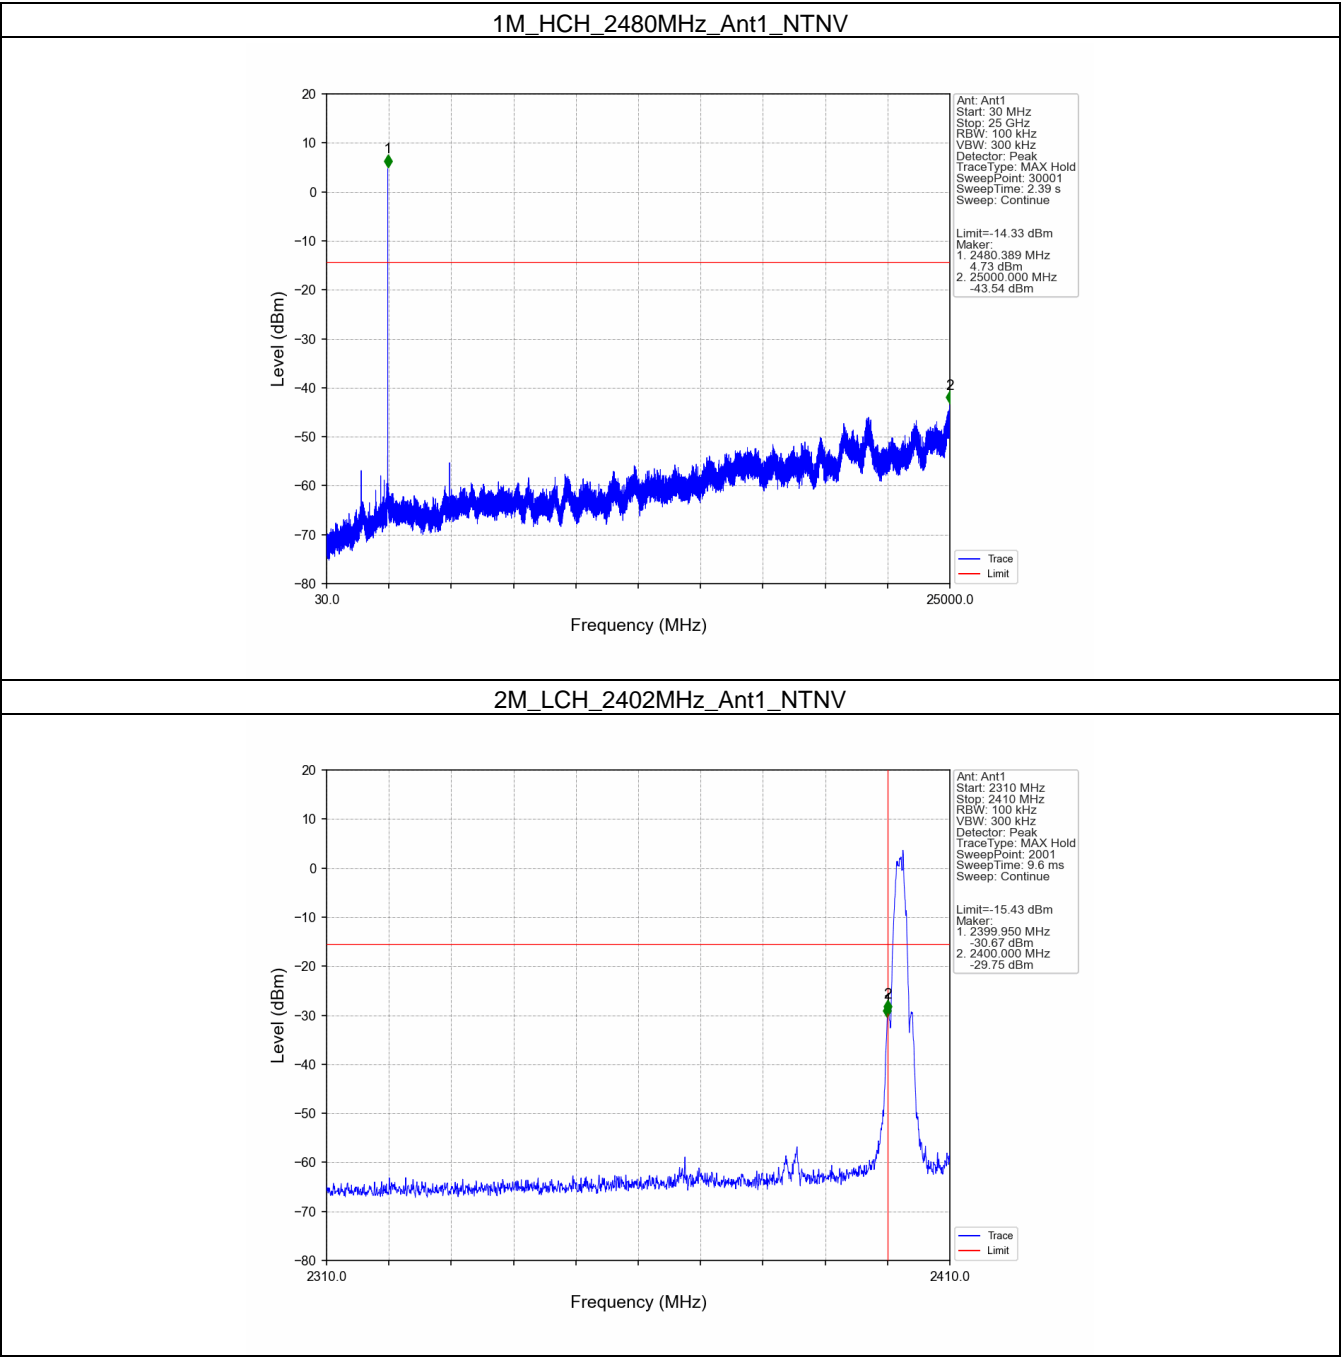 1M_HCH_2480MHz_Ant1_NTNV
20
10
0
−10
−20
−30
−40
−50
−60
−70
−80
Level (dBm)
1
2
30.0
25000.0
Frequency (MHz)
Ant: Ant1
Start: 30 MHz
Stop: 25 GHz
RBW: 100 kHz
VBW: 300 kHz
Detector: Peak
TraceType: MAX Hold
SweepPoint: 30001
SweepTime: 2.39 s
Sweep: Continue
Limit=-14.33 dBm
Maker:
1. 2480.389 MHz
4.73 dBm
2. 25000.000 MHz
-43.54 dBm
Trace
Limit
2M_LCH_2402MHz_Ant1_NTNV
20
10
0
−10
−20
−30
−40
−50
−60
−70
−80
Level (dBm)
2
2310.0
2410.0
Frequency (MHz)
Ant: Ant1
Start: 2310 MHz
Stop: 2410 MHz
RBW: 100 kHz
VBW: 300 kHz
Detector: Peak
TraceType: MAX Hold
SweepPoint: 2001
SweepTime: 9.6 ms
Sweep: Continue
Limit=-15.43 dBm
Maker:
1. 2399.950 MHz
-30.67 dBm
2. 2400.000 MHz
-29.75 dBm
Trace
Limit